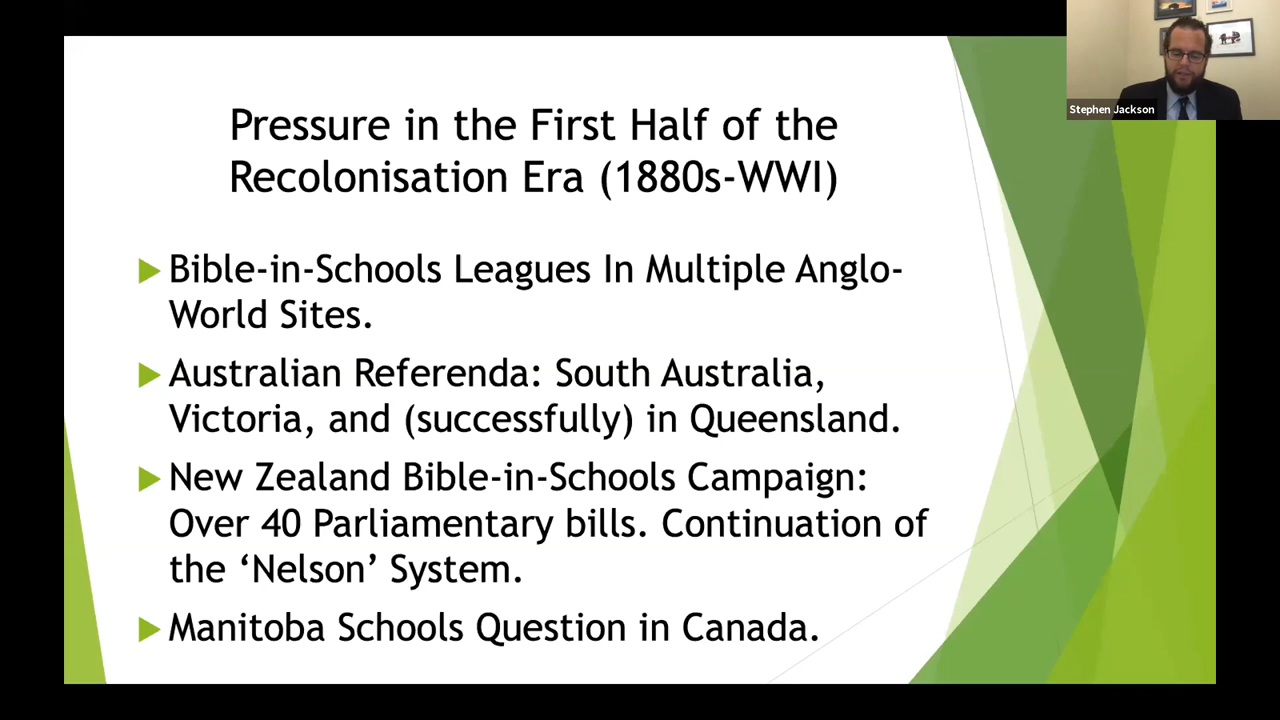 Pressure in the First Half of the
Recolonisation Era (1880s-WWI)
Bible-in-Schools Leagues In Multiple Anglo-
World Sites.
Australian Referenda: South Australia,
Victoria, and (successfully) in Queensland.
New Zealand Bible-in-Schools Campaign:
Over 40 Parliamentary bills. Continuation of
the ‘Nelson’ System.
Manitoba Schools Question in Canada.
Stephen Jackson